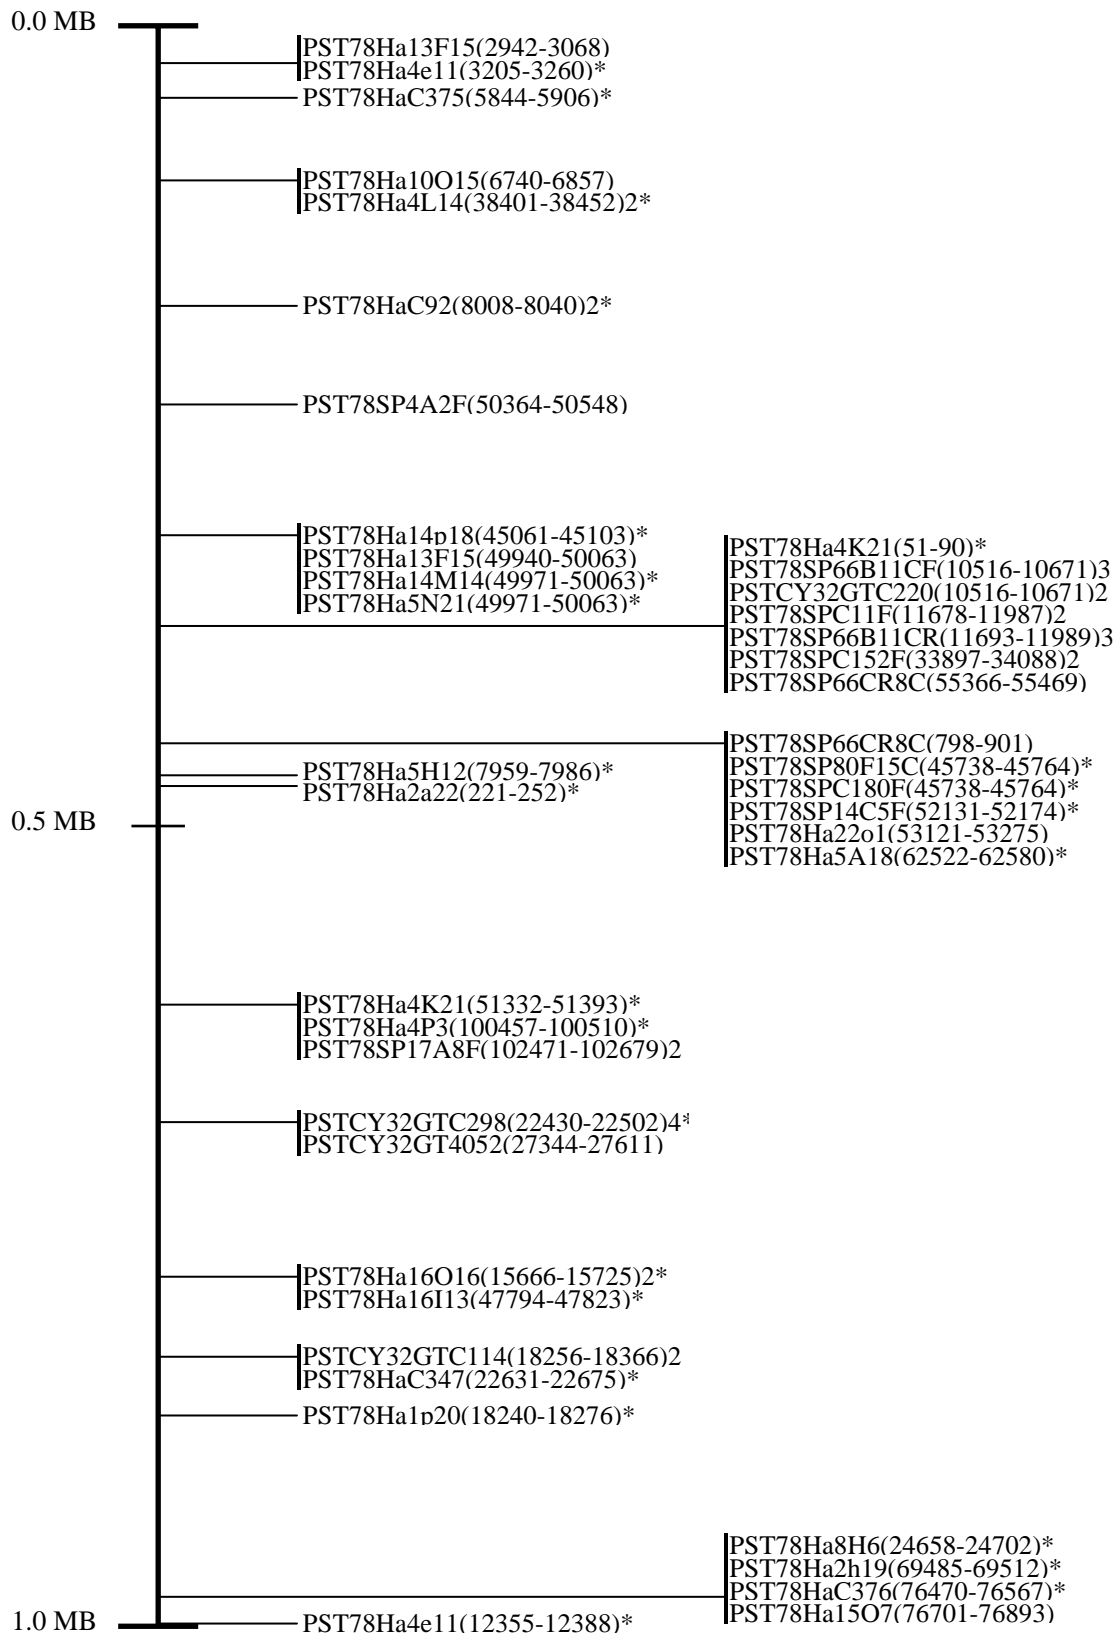 0.0 MB
PST78Ha13F15(2942-3068)
PST78Ha4e11(3205-3260)*
PST78HaC375(5844-5906)*
PST78Ha10O15(6740-6857)
PST78Ha4L14(38401-38452)2*
PST78HaC92(8008-8040)2*
PST78SP4A2F(50364-50548)
PST78Ha14p18(45061-45103)*
PST78Ha13F15(49940-50063)
PST78Ha14M14(49971-50063)*
PST78Ha5N21(49971-50063)*
PST78Ha4K21(51-90)*
PST78SP66B11CF(10516-10671)3
PSTCY32GTC220(10516-10671)2
PST78SPC11F(11678-11987)2
PST78SP66B11CR(11693-11989)3
PST78SPC152F(33897-34088)2
PST78SP66CR8C(55366-55469)
PST78SP66CR8C(798-901)
PST78SP80F15C(45738-45764)*
PST78SPC180F(45738-45764)*
PST78SP14C5F(52131-52174)*
PST78Ha22o1(53121-53275)
PST78Ha5A18(62522-62580)*
PST78Ha5H12(7959-7986)*
PST78Ha2a22(221-252)*
0.5 MB
PST78Ha4K21(51332-51393)*
PST78Ha4P3(100457-100510)*
PST78SP17A8F(102471-102679)2
PSTCY32GTC298(22430-22502)4*
PSTCY32GT4052(27344-27611)
PST78Ha16O16(15666-15725)2*
PST78Ha16I13(47794-47823)*
PSTCY32GTC114(18256-18366)2
PST78HaC347(22631-22675)*
PST78Ha1p20(18240-18276)*
PST78Ha8H6(24658-24702)*
PST78Ha2h19(69485-69512)*
PST78HaC376(76470-76567)*
PST78Ha15O7(76701-76893)
1.0 MB
PST78Ha4e11(12355-12388)*